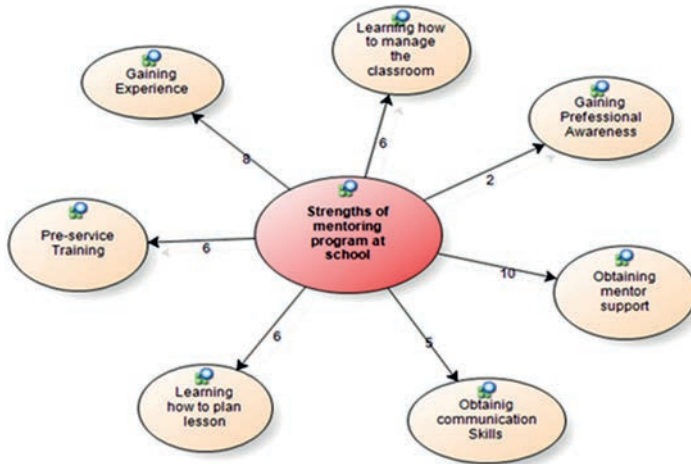 Learning how
to manage
the
classroom
Gaining
Experience
Gaining
Prefessional
Awareness
8
6
2
Strengths of
mentoring
program at
school
Pre-service
Training
6
10
Obtaining
mentor
support
6
5
Learning
how to plan
lesson
Obtainig
communication
Skills